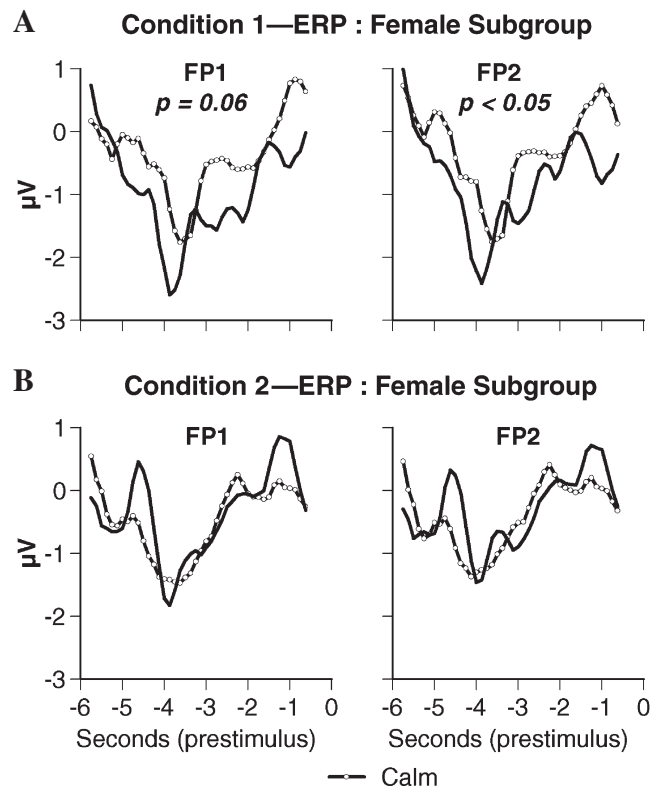 A
Condition 1—ERP : Female Subgroup
FP1
p = 0.06
FP2
p < 0.05
1
0
-1
-2
-3
µV
B
Condition 2—ERP : Female Subgroup
FP1
FP2
1
0
-1
-2
-3
µV
-6 -5 -4 -3 -2 -1 0
-6 -5 -4 -3 -2 -1 0
Seconds (prestimulus)
Seconds (prestimulus)
Calm